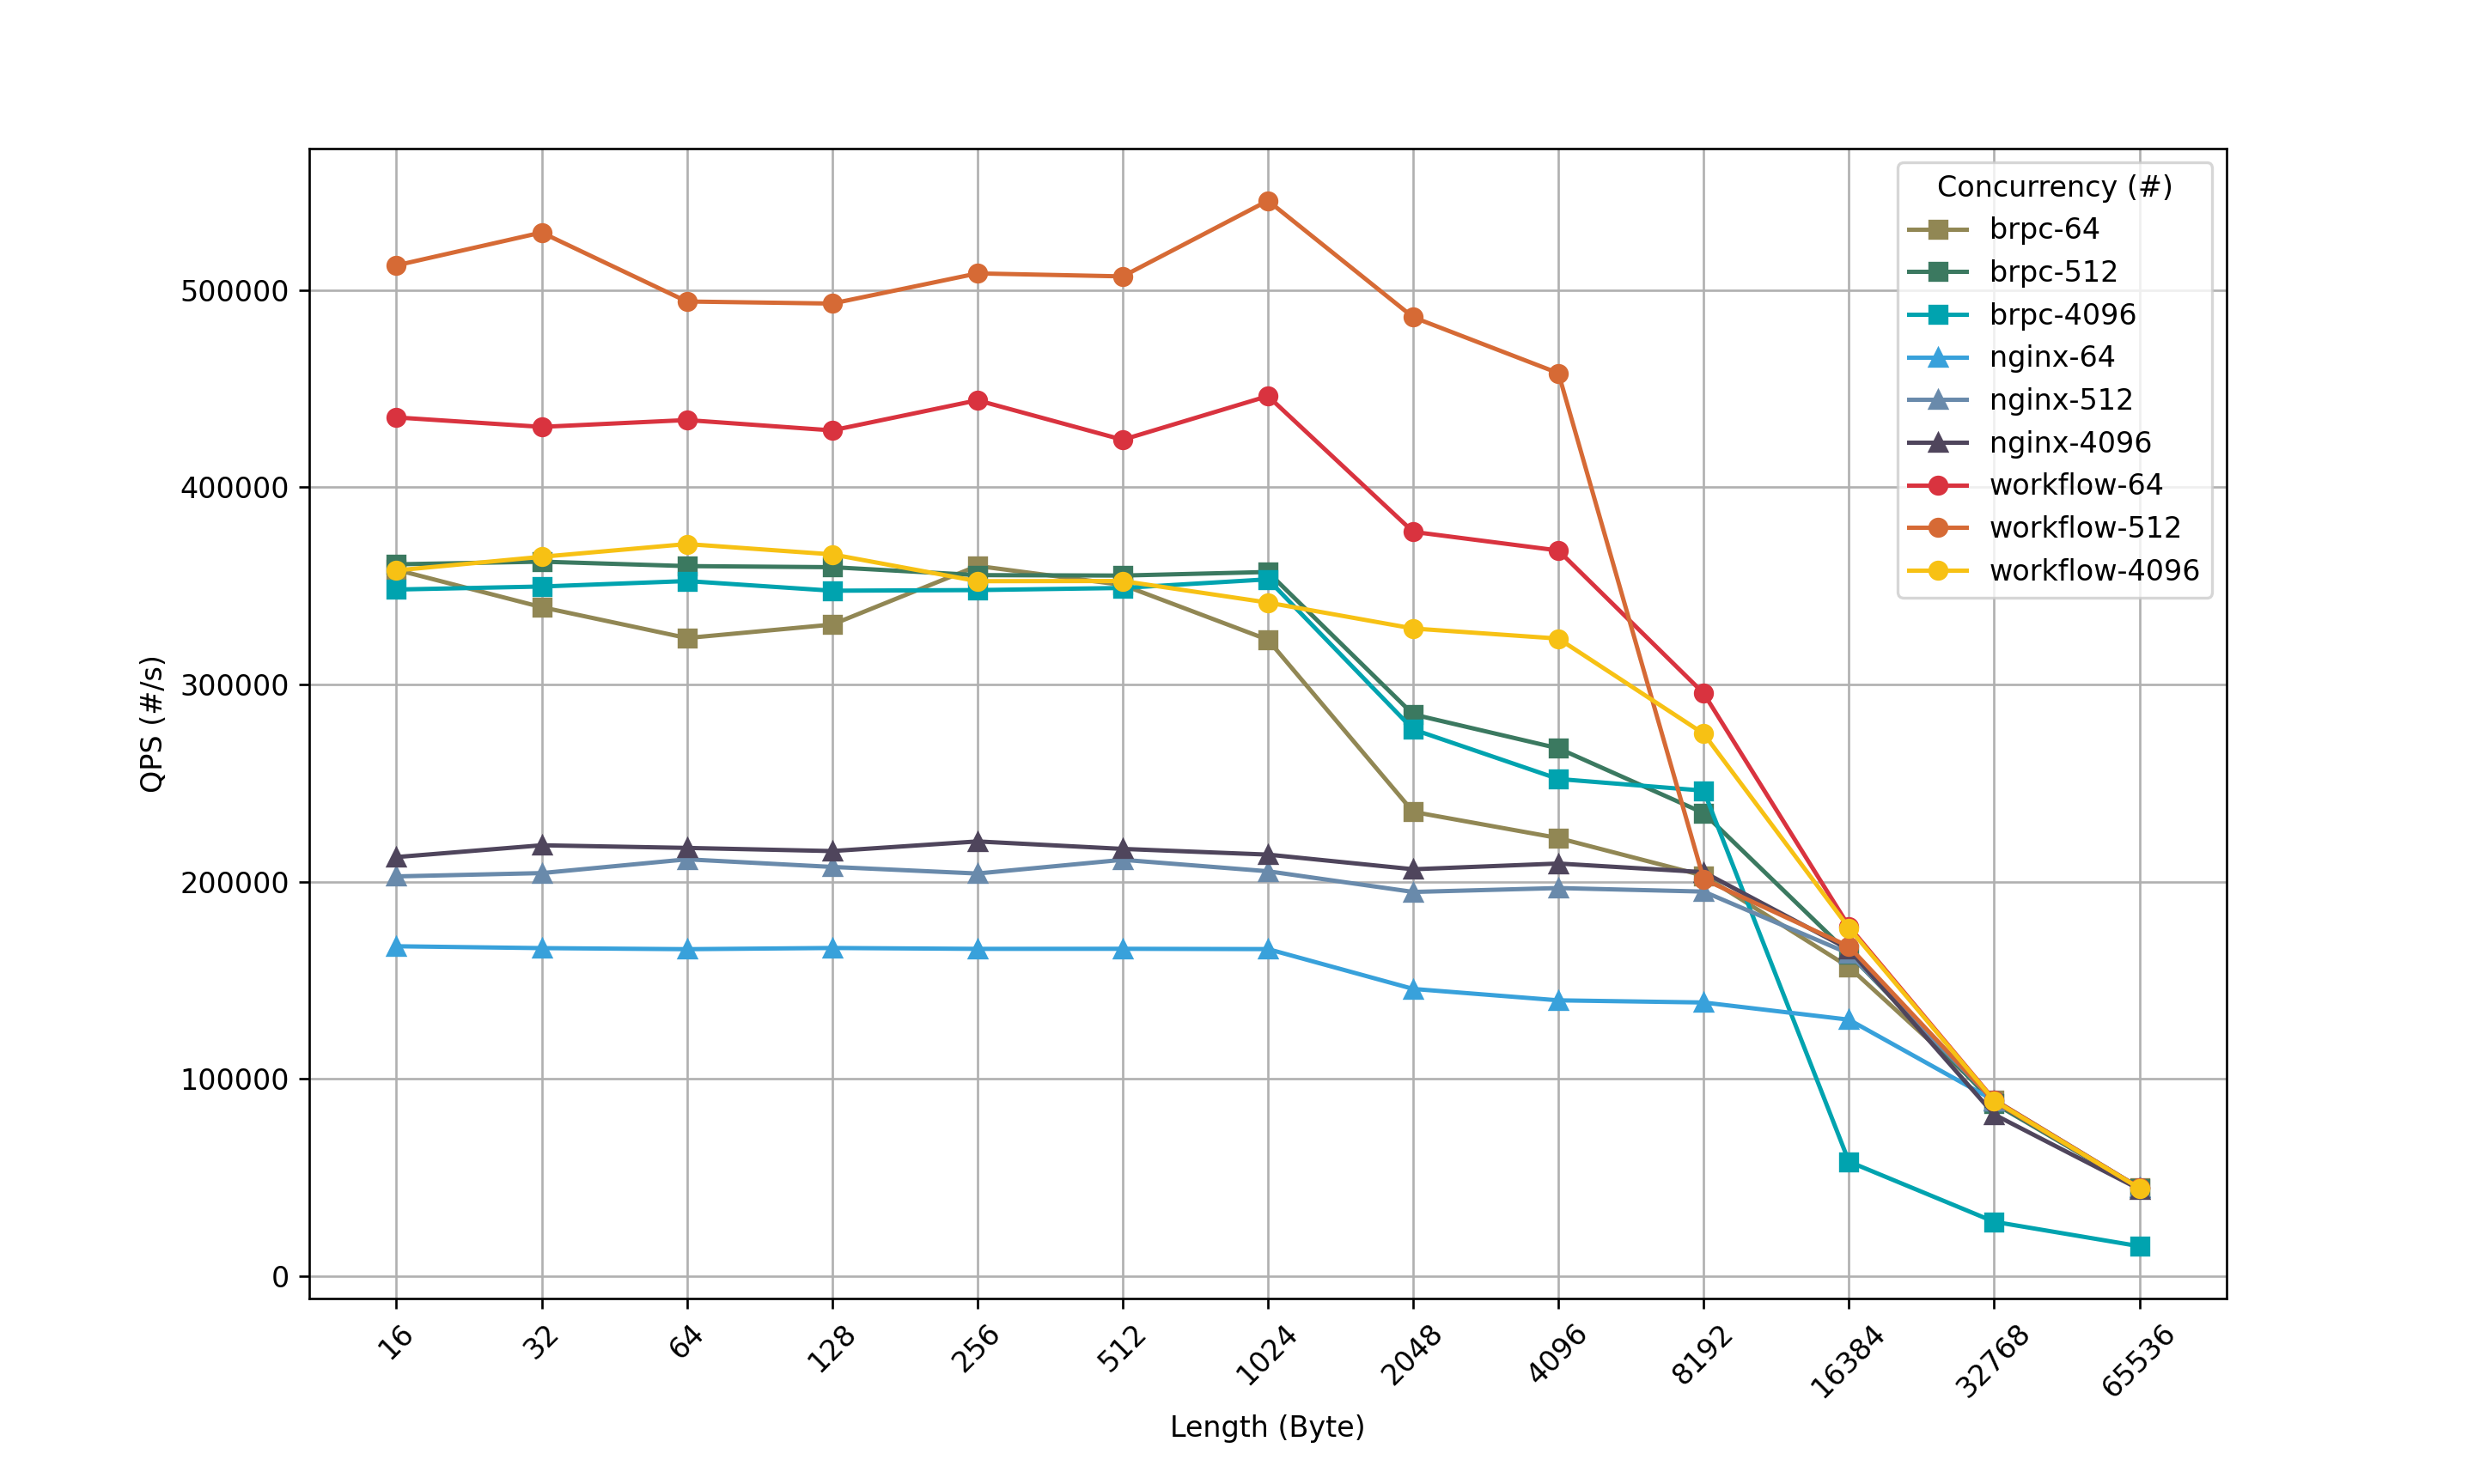 Concurrency (#)
brpc-64
brpc-512
brpc-4096
nginx-64
nginx-512
nginx-4096
workflow-64
workflow-512
workflow-4096
QPS (#/s)
500000
400000
300000
200000
100000
0
16 32 64 128 256 512 1024 2048 4096 8192 16384 32768 65536
Length (Byte)